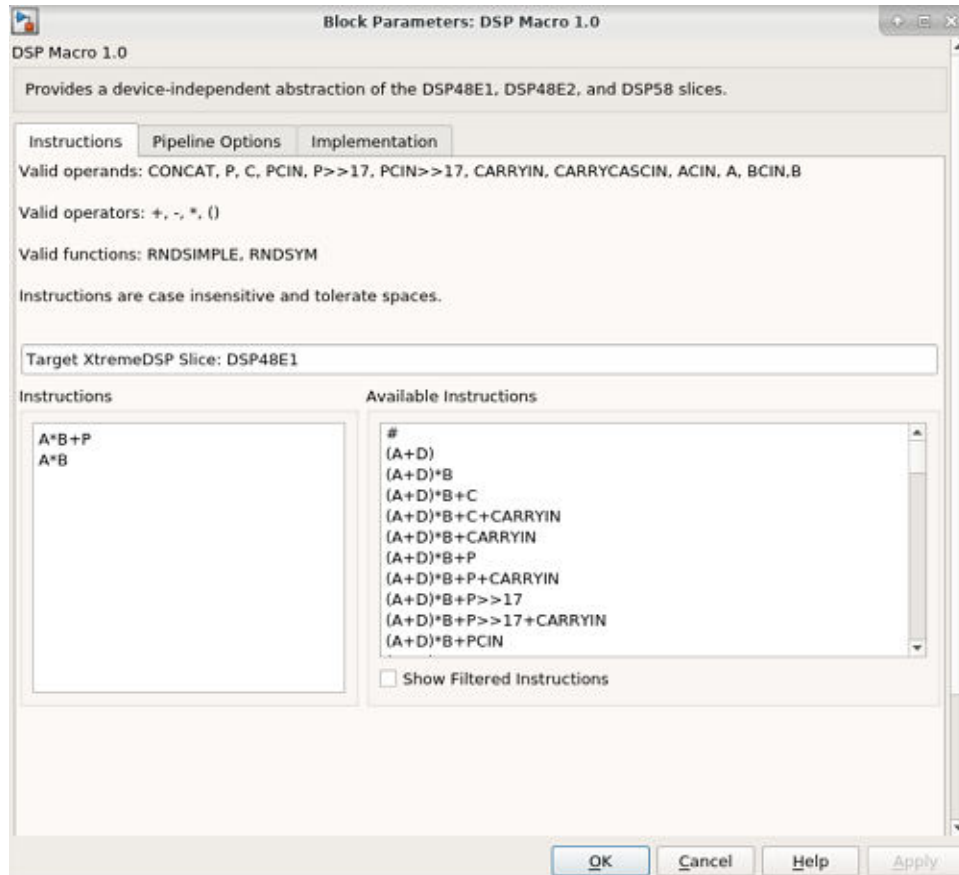 Block Parameters: DSP Macro 1.0
DSP Macro 1.0
Provides a device-independent abstraction of the DSP48E1, DSP48E2, and DSP58 slices.
Instructions Pipeline Options Implementation
Valid operands: CONCAT, P, C, PCIN, P>>17, PCIN>>17, CARRYIN, CARRYCASCIN, ACIN, A, BCIN,B
Valid operators: +, -, *, ()
Valid functions: RNDSIMPLE, RNDSYM
Instructions are case insensitive and tolerate spaces.
Target XtremeDSP Slice: DSP48E1
Instructions
A*B+P
A*B
Available Instructions
#
(A+D)
(A+D)*B
(A+D)*B+C
(A+D)*B+C+CARRYIN
(A+D)*B+CARRYIN
(A+D)*B+P
(A+D)*B+P+CARRYIN
(A+D)*B+P>>17
(A+D)*B+P>>17+CARRYIN
(A+D)*B+PCIN
Show Filtered Instructions
OK Cancel Help Apply